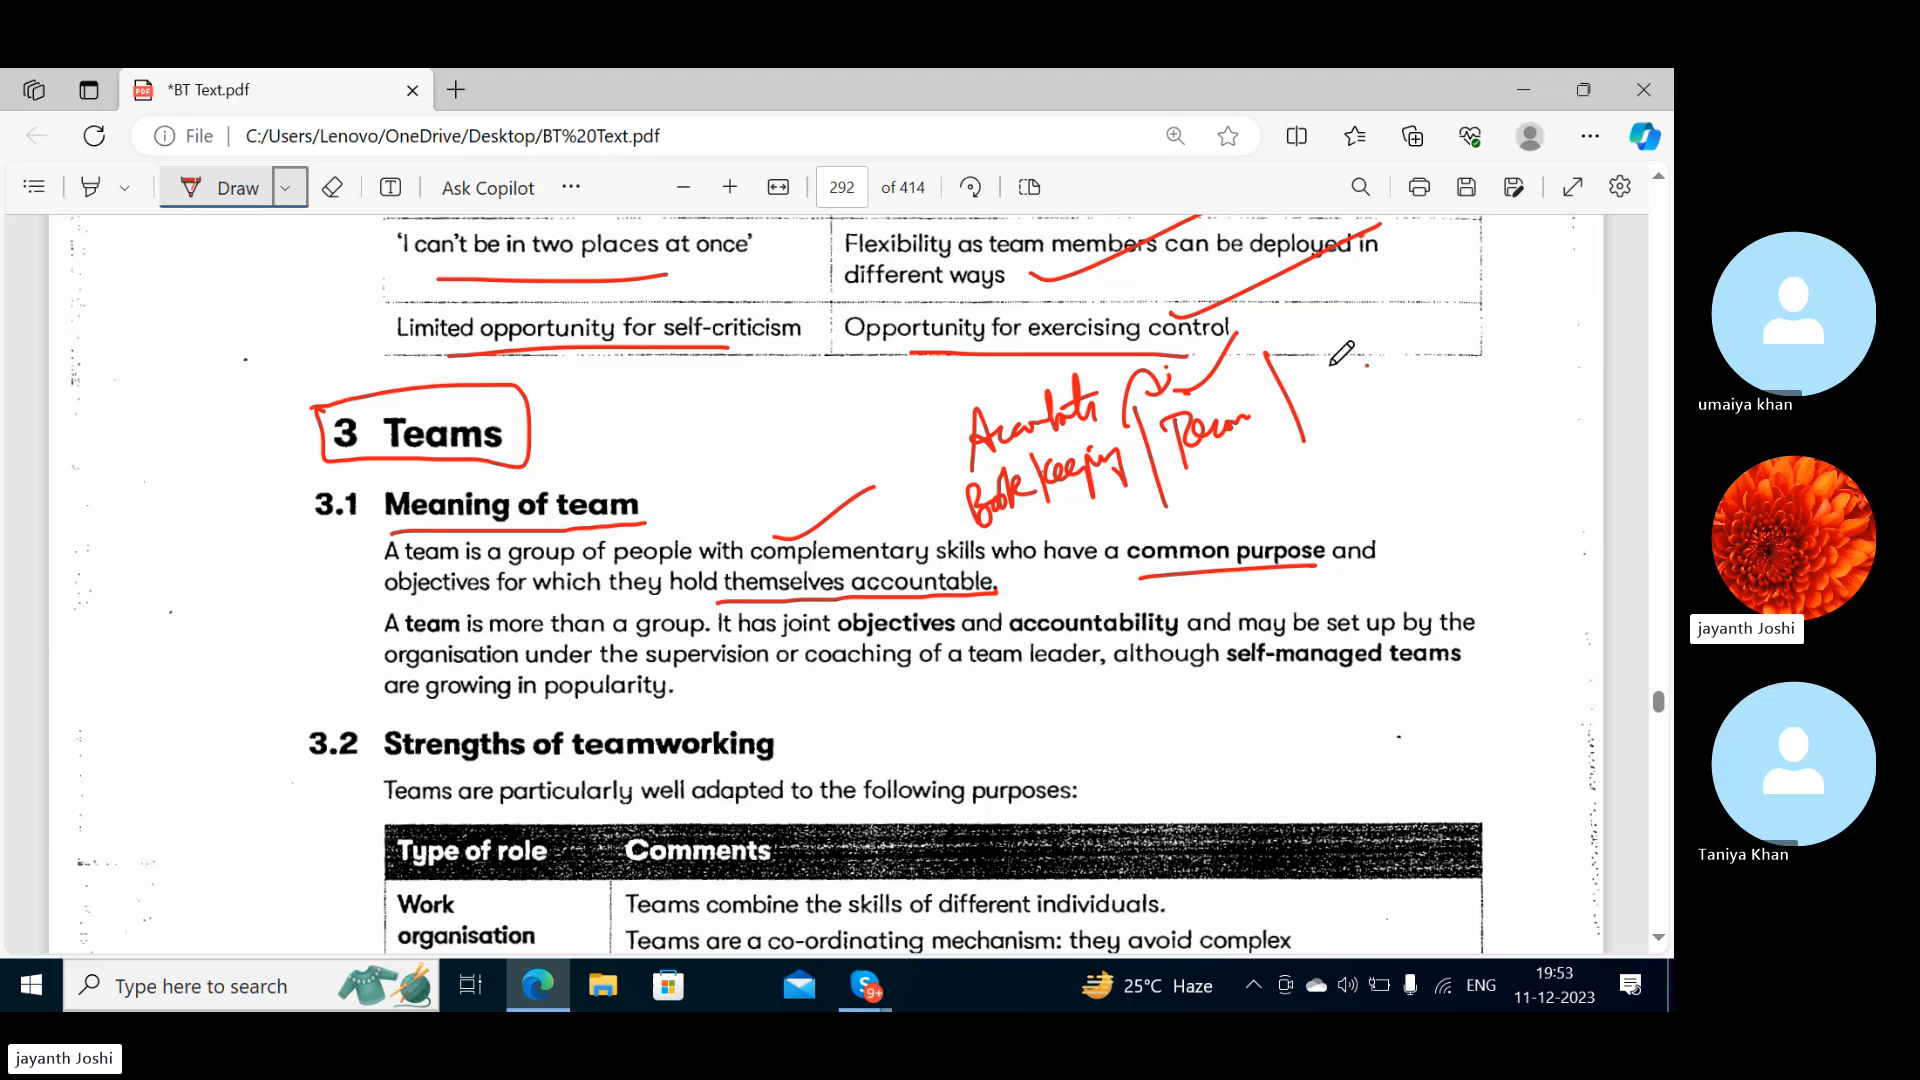 *BT Text.pdf
File
C:/Users/Lenovo/OneDrive/Desktop/BT%20Text.pdf
Draw
Ask Copilot
292 of 414
'I can't be in two places at once'
Flexibility as team members can be deployed in
different ways
Limited opportunity for self-criticism
Opportunity for exercising control
3 Teams
Book keeping
3.1 Meaning of team
A team is a group of people with complementary skills who have a common purpose and
objectives for which they hold themselves accountable.
A team is more than a group. It has joint objectives and accountability and may be set up by the
organisation under the supervision or coaching of a team leader, although self-managed teams
are growing in popularity.
3.2 Strengths of teamworking
Teams are particularly well adapted to the following purposes:
Type of role
Comments
Work
organisation
Teams combine the skills of different individuals.
Teams are a co-ordinating mechanism: they avoid complex
Type here to search
9+
25°C Haze
ENG
19:53
11-12-2023
umaiya khan
jayanth Joshi
Taniya Khan
jayanth Joshi